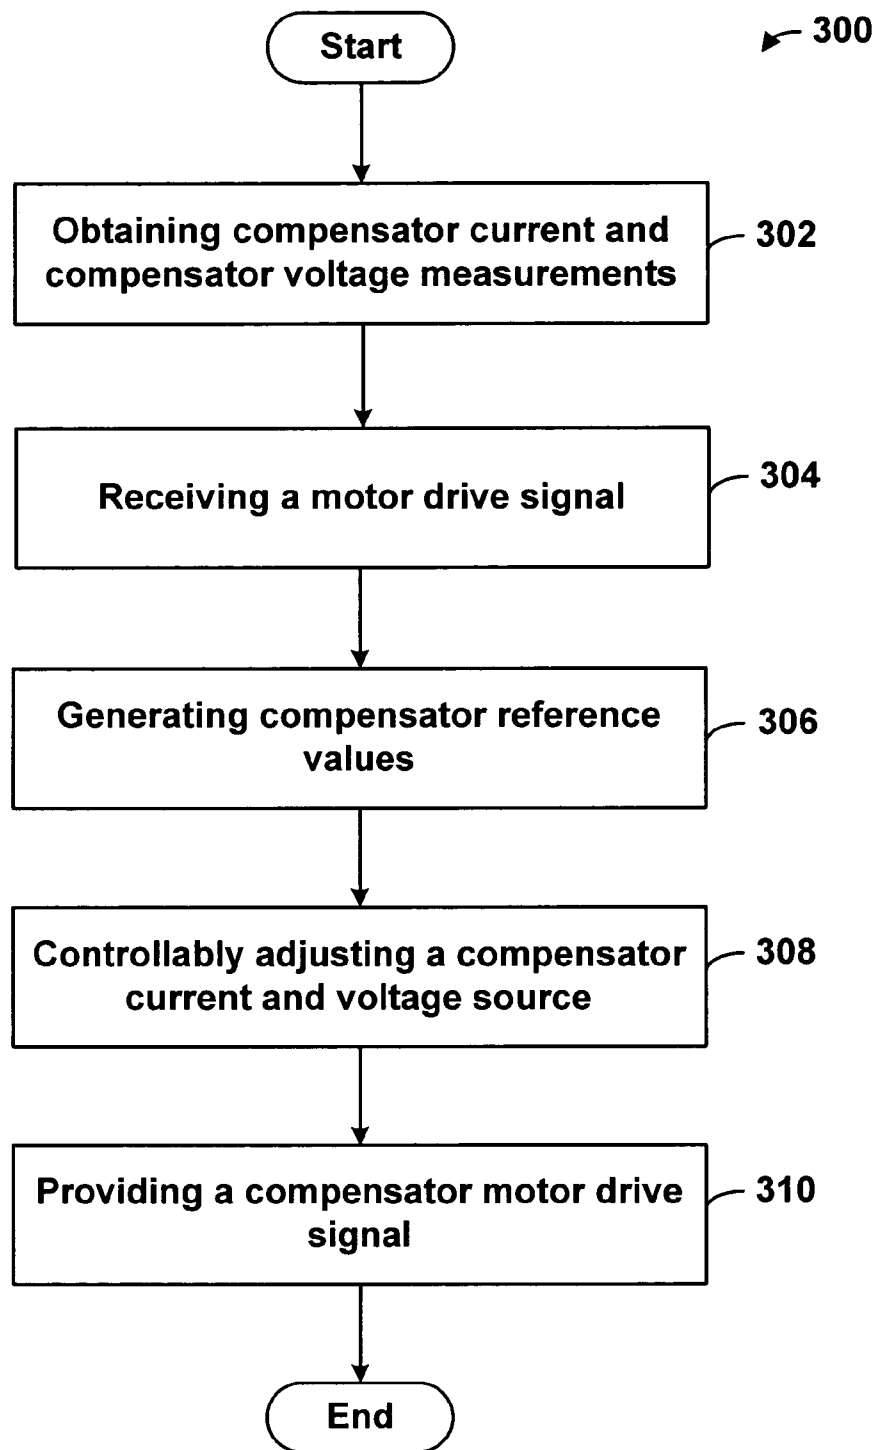 Start
300
Obtaining compensator current and
compensator voltage measurements
302
Receiving a motor drive signal
304
Generating compensator reference
values
306
Controllably adjusting a compensator
current and voltage source
308
Providing a compensator motor drive
signal
310
End